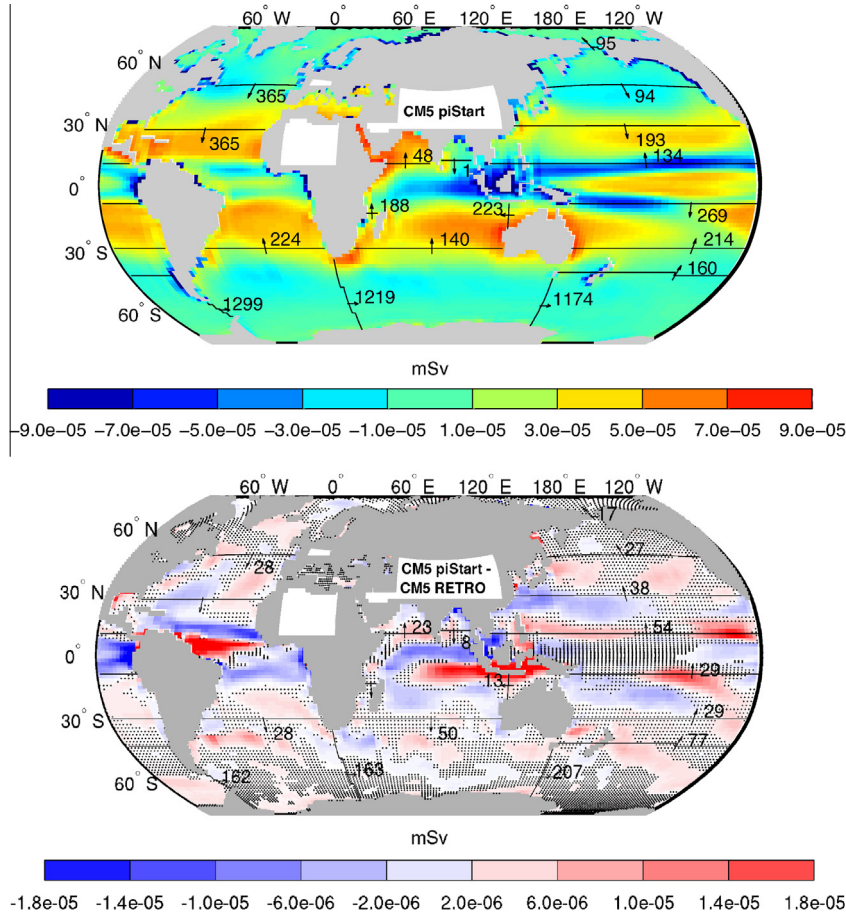 60° W 0° 60° E 120° E 180° E 120° W
60° N
30° N
0°
30° S
60° S
CM5 piStart
95
365
94
365
193
134
48
1
188
223
269
224
140
214
160
1299
1219
1174
mSv
-9.0e-05 -7.0e-05 -5.0e-05 -3.0e-05 -1.0e-05 1.0e-05 3.0e-05 5.0e-05 7.0e-05 9.0e-05
60° W 0° 60° E 120° E 180° E 120° W
60° N
30° N
0°
30° S
60° S
CM5 piStart -
CM5 RETRO
17
27
28
38
23
54
8
29
13
29
28
50
77
162
163
207
mSv
-1.8e-05 -1.4e-05 -1.0e-05 -6.0e-06 -2.0e-06 2.0e-06 6.0e-06 1.0e-05 1.4e-05 1.8e-05